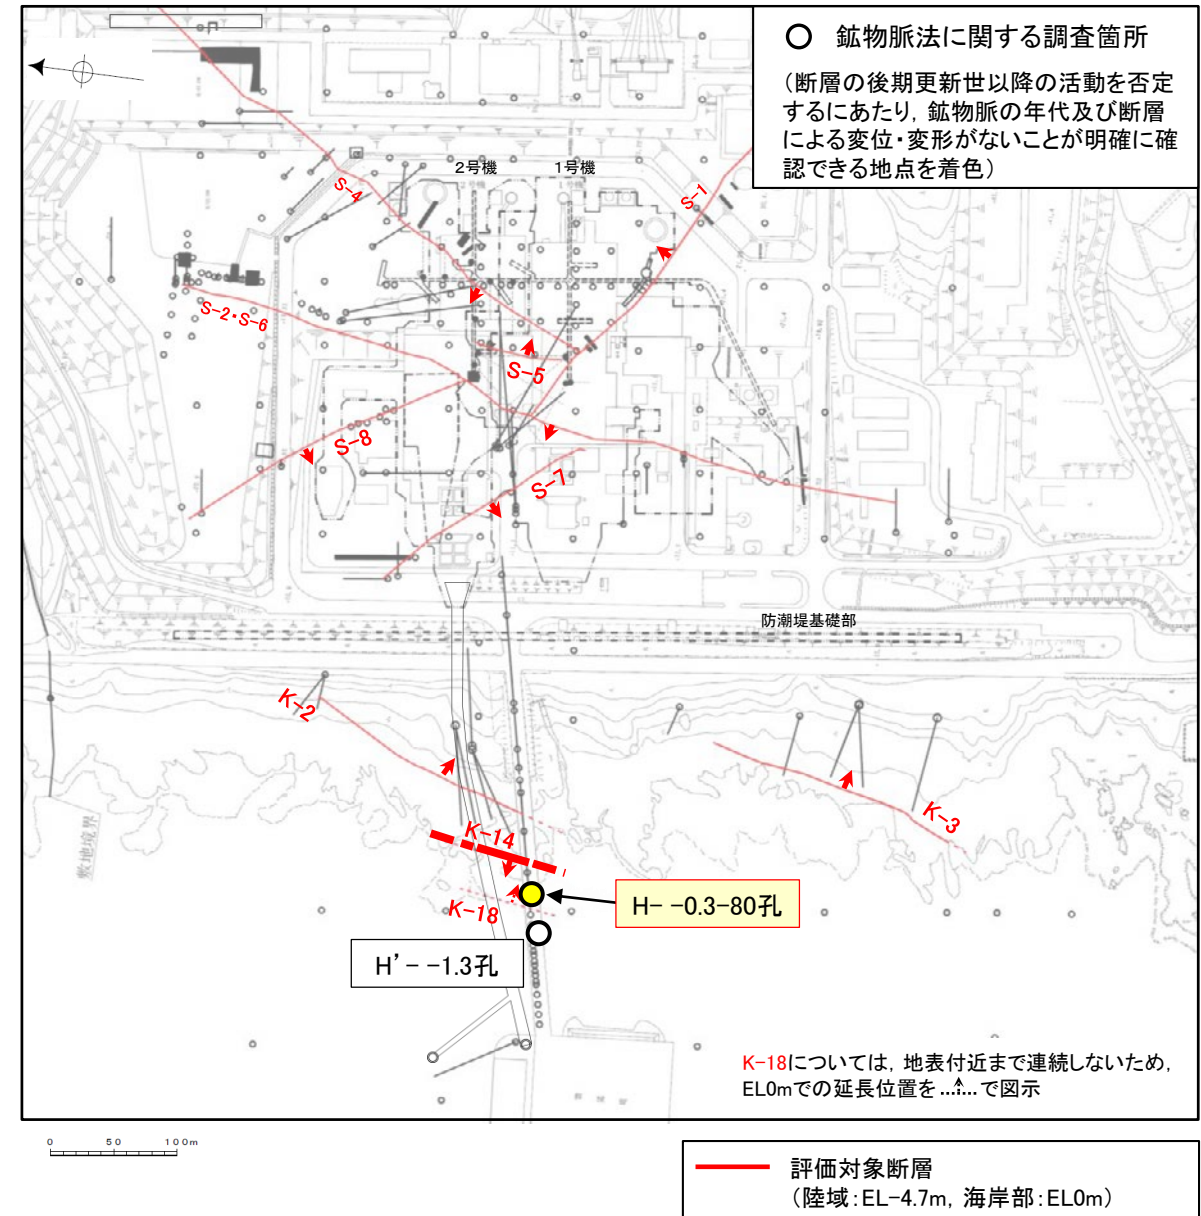 ○ 鉱物脈法に関する調査箇所
（断層の後期更新世以降の活動を否定
するにあたり，鉱物脈の年代及び断層
による変位・変形がないことが明確に確
認できる地点を着色）
2号機
1号機
S-4
S-1
S-2・S-6
S-5
S-8
S-7
防潮堤基礎部
K-2
K-3
K-14
K-18
H- -0.3-80孔
H’- -1.3孔
敷地境界
K-18については，地表付近まで連続しないため，
EL0mでの延長位置を で図示
0 50 100m
評価対象断層
（陸域：EL-4.7m，海岸部：EL0m）